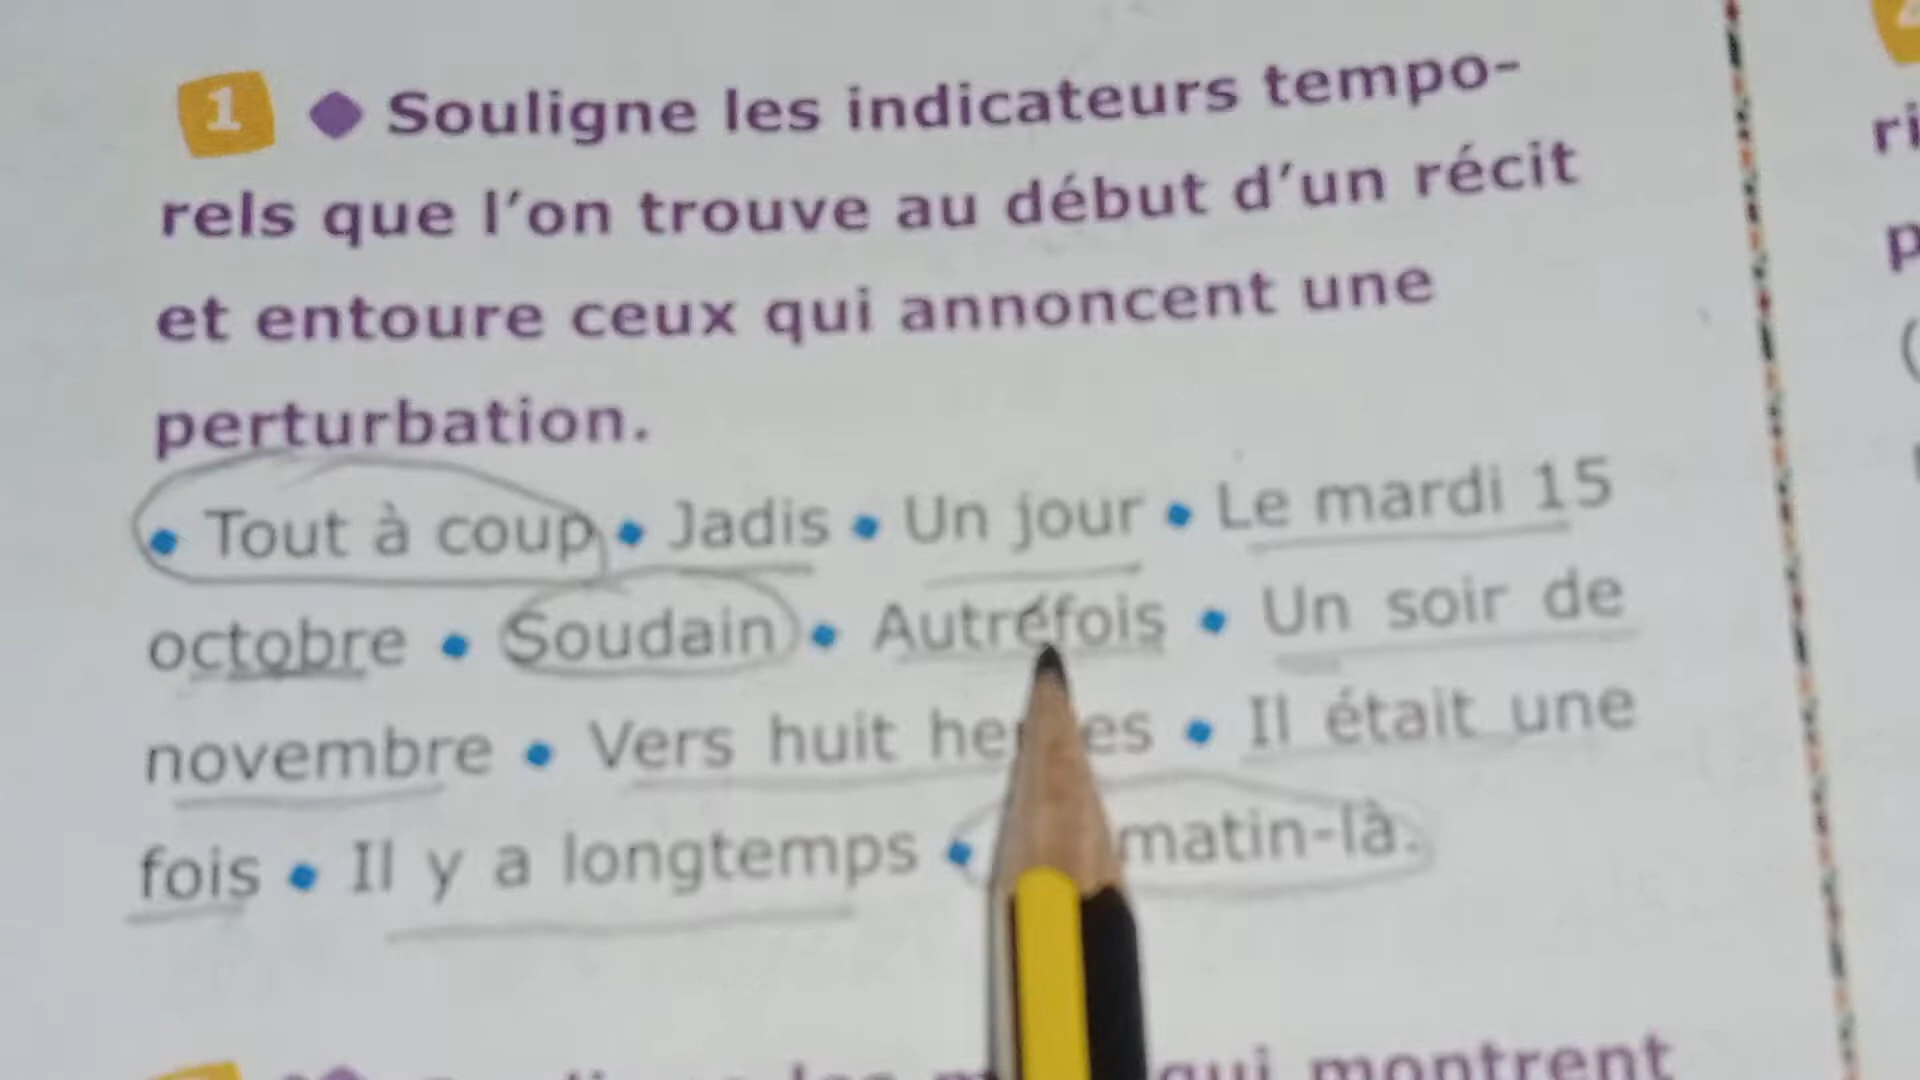 1 Souligne les indicateurs tempo-
rels que l'on trouve au début d'un récit
et entoure ceux qui annoncent une
perturbation.
• Tout à coup • Jadis • Un jour • Le mardi 15
octobre • Soudain • Autrefois • Un soir de
novembre • Vers huit heures • Il était une
fois • Il y a longtemps • matin-là.
qui montrent